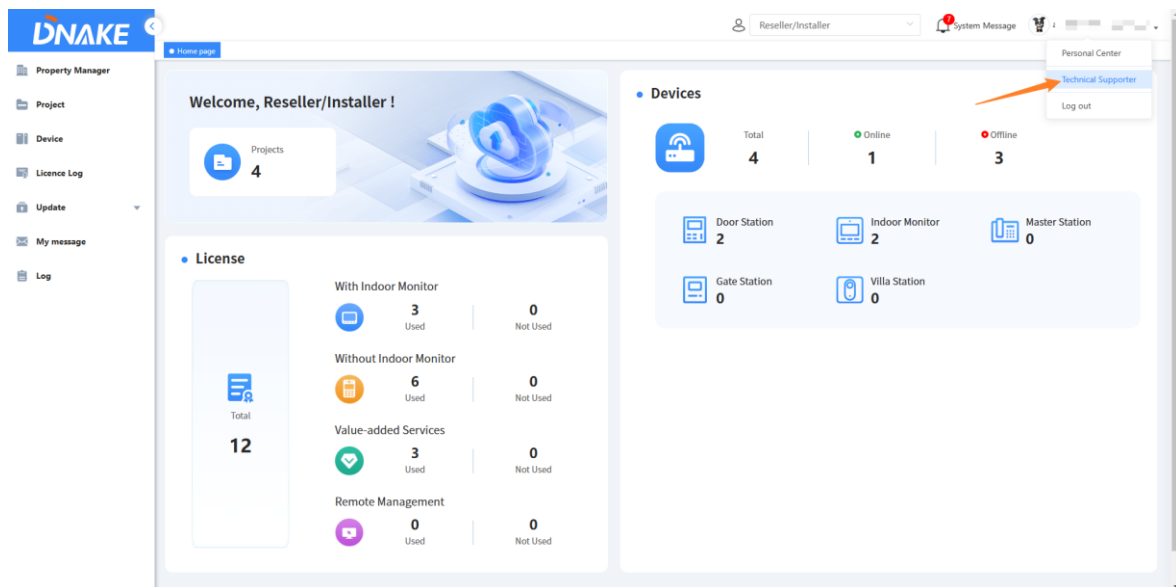 DNAKE
Reseller/Installer
7
System Message
Home page
Personal Center
Technical Supporter
Log out
Property Manager
Project
Device
Licence Log
Update
My message
Log
Welcome, Reseller/Installer !
Projects
4
License
Total
12
With Indoor Monitor
3 0
Used Not Used
Without Indoor Monitor
6 0
Used Not Used
Value-added Services
3 0
Used Not Used
Remote Management
0 0
Used Not Used
Devices
Total Online Offline
4 1 3
Door Station Indoor Monitor Master Station
2 2 0
Gate Station Villa Station
0 0